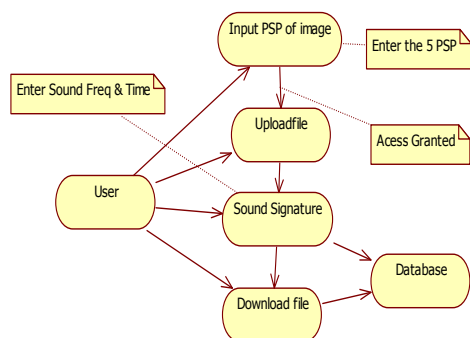 Input PSP of image
Enter the 5 PSP
Enter Sound Freq & Time
Uploadfile
Acess Granted
User
Sound Signature
Database
Download file